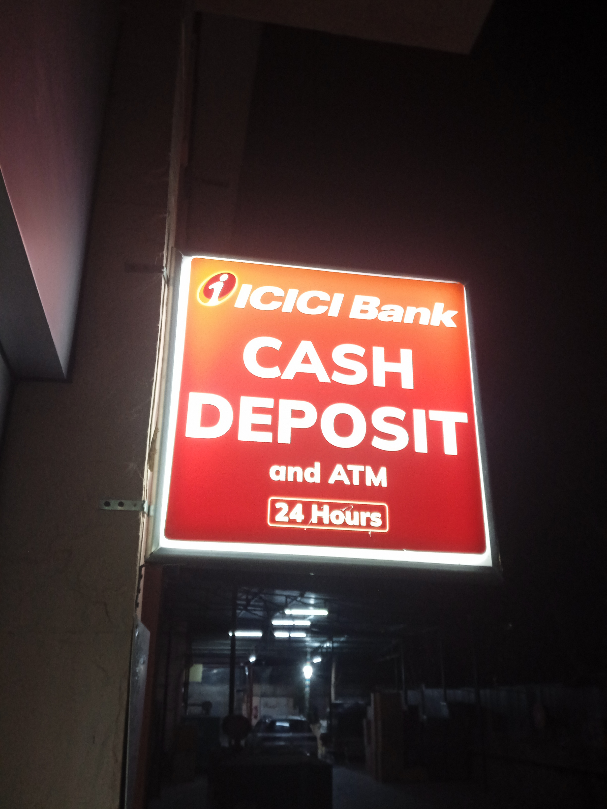 ICICI Bank
CASH
DEPOSIT
and ATM
24 Hours